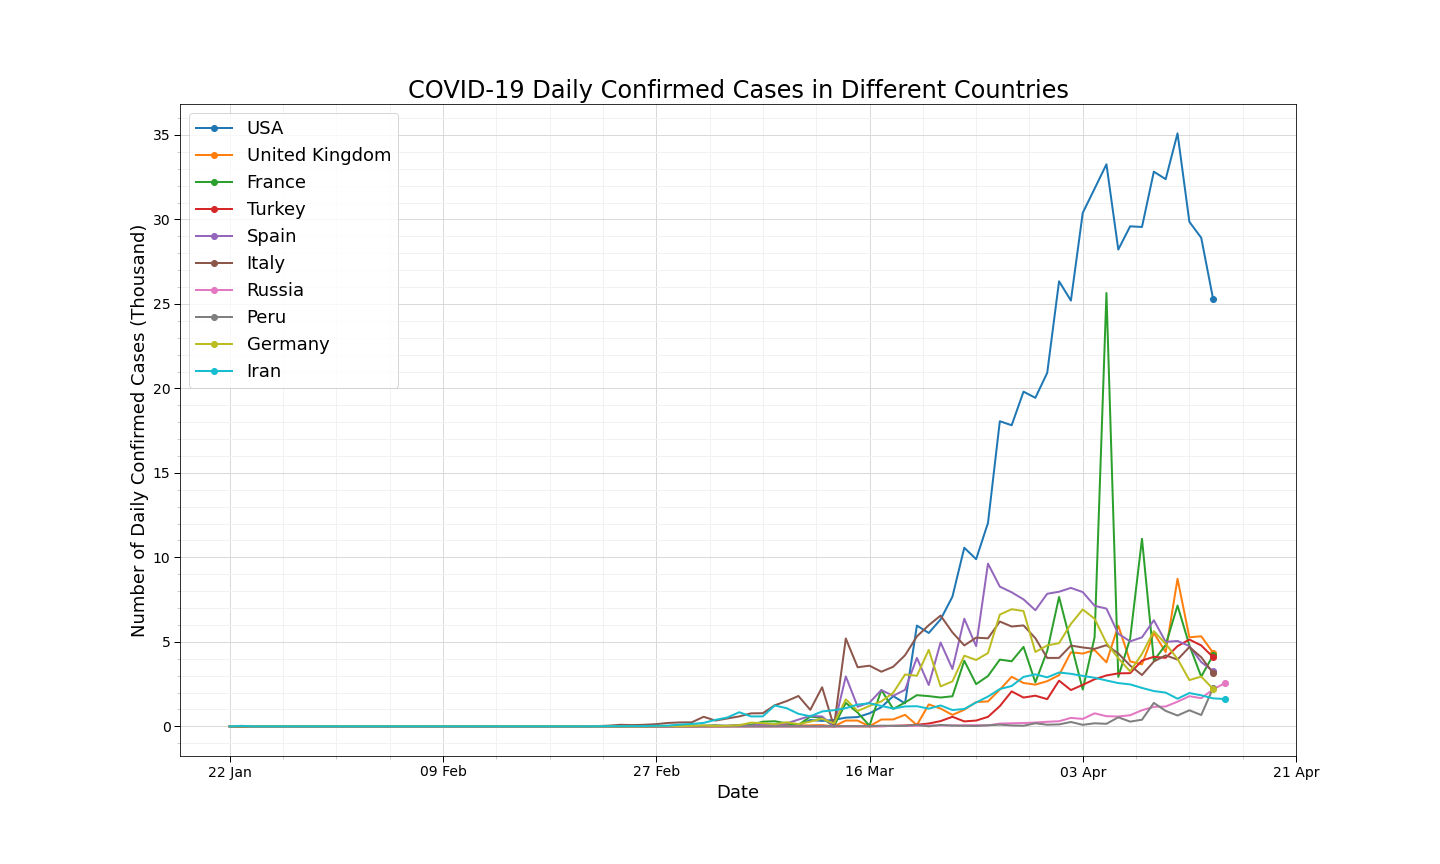 COVID-19 Daily Confirmed Cases in Different Countries
USA
United Kingdom
France
Turkey
Spain
Italy
Russia
Peru
Germany
Iran
Number of Daily Confirmed Cases (Thousand)
35
30
25
20
15
10
5
0
22 Jan
09 Feb
27 Feb
16 Mar
03 Apr
21 Apr
Date